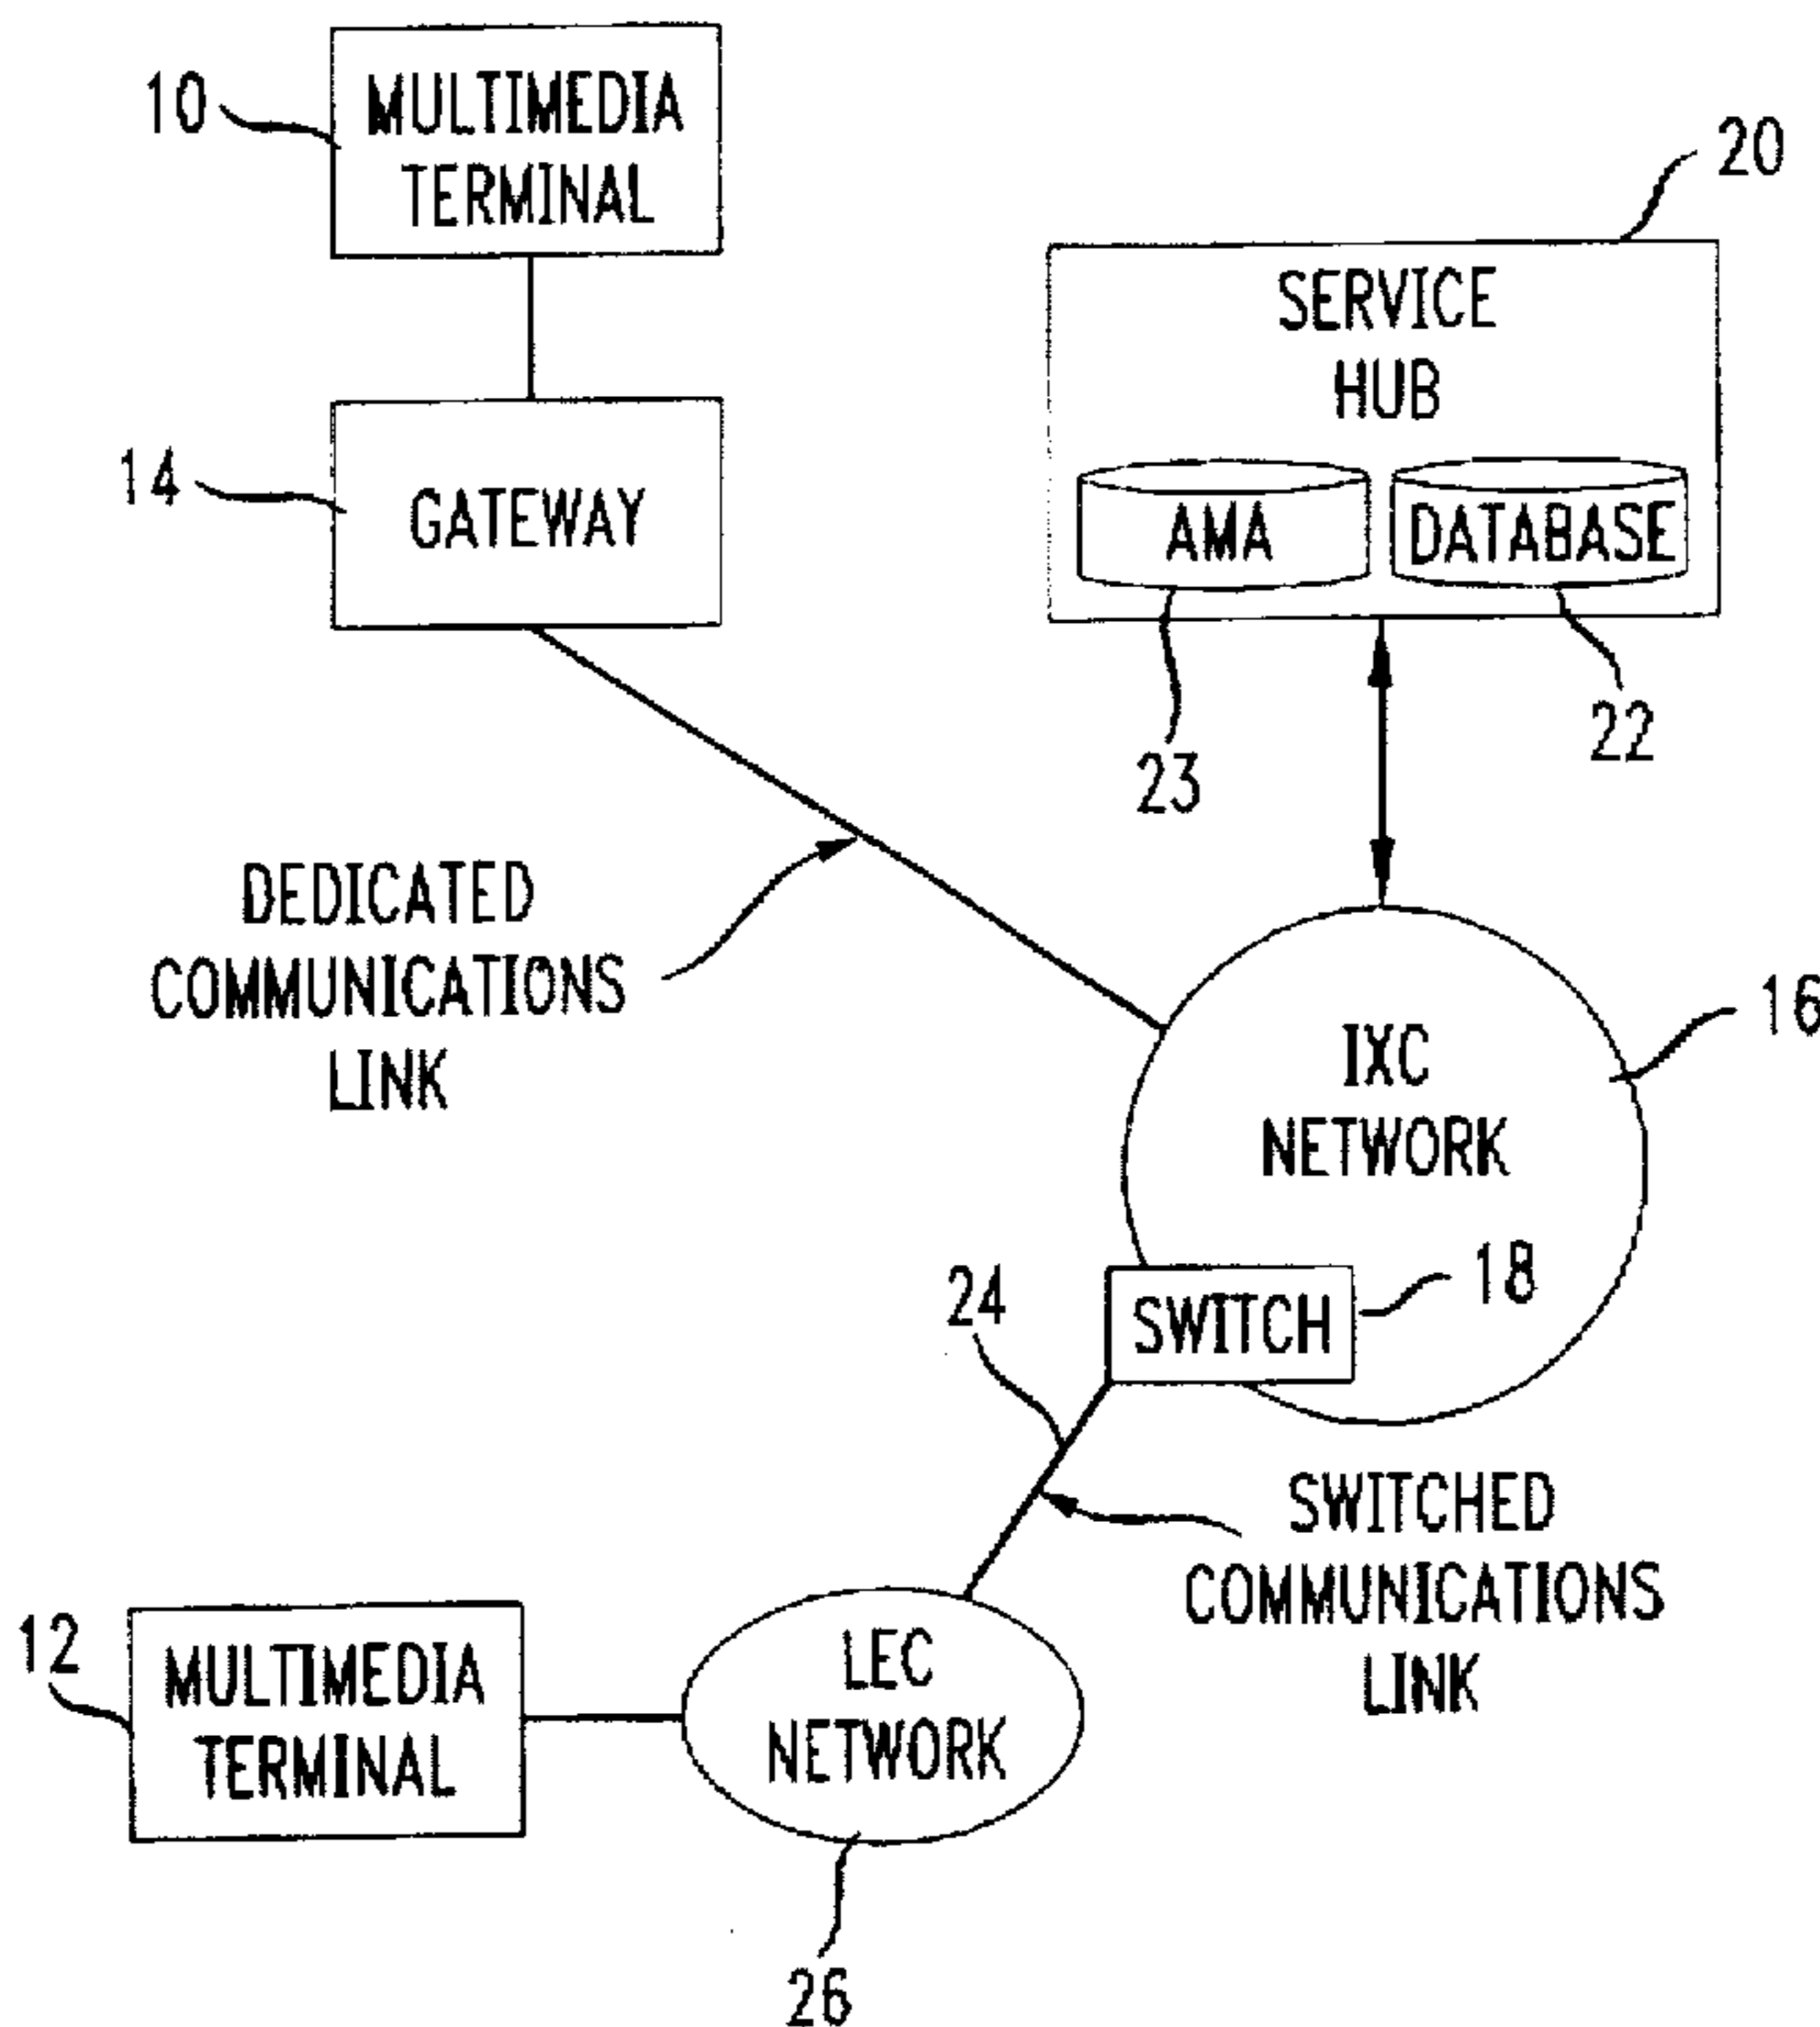 10
MULTIMEDIA
TERMINAL
20
SERVICE
HUB
14
GATEWAY
AMA
DATABASE
23
22
DEDICATED
COMMUNICATIONS
LINK
16
IXC
NETWORK
24
SWITCH
18
SWITCHED
COMMUNICATIONS
LINK
12
MULTIMEDIA
TERMINAL
LEC
NETWORK
26